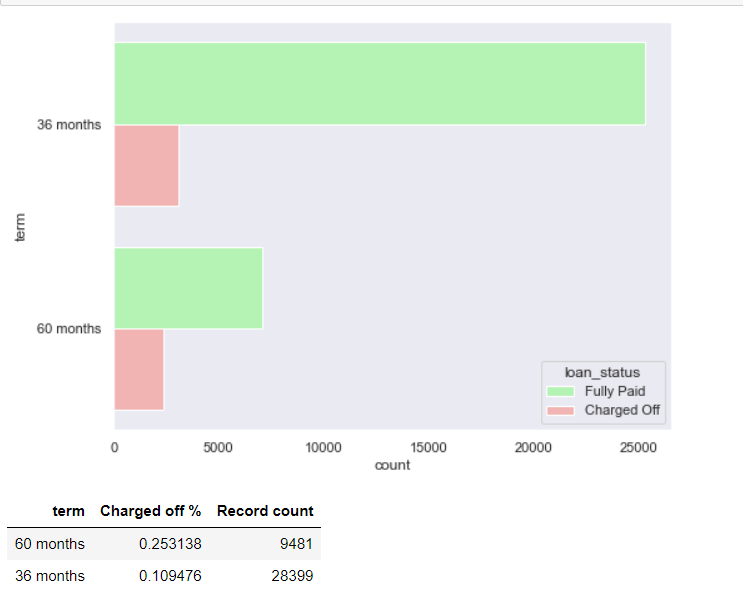 36 months
term
60 months
loan_status
Fully Paid
Charged Off
0 5000 10000 15000 20000 25000
count
term Charged off % Record count
60 months 0.253138 9481
36 months 0.109476 28399